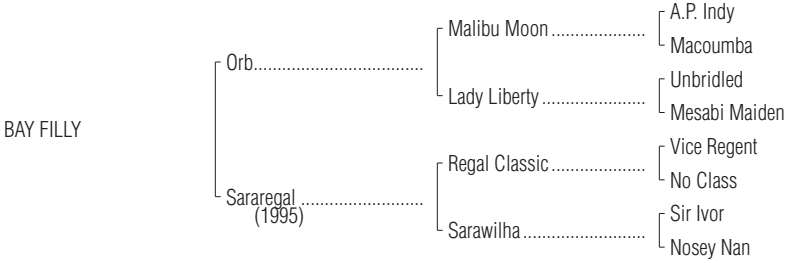 A.P. Indy
Malibu Moon ....................
Macoumba
Orb..................................
Unbridled
Lady Liberty ......................
Mesabi Maiden
BAY FILLY
Vice Regent
Regal Classic ....................
No Class
Sararegal .........................
(1995)
Sir Ivor
Sarawilha ..........................
Nosey Nan